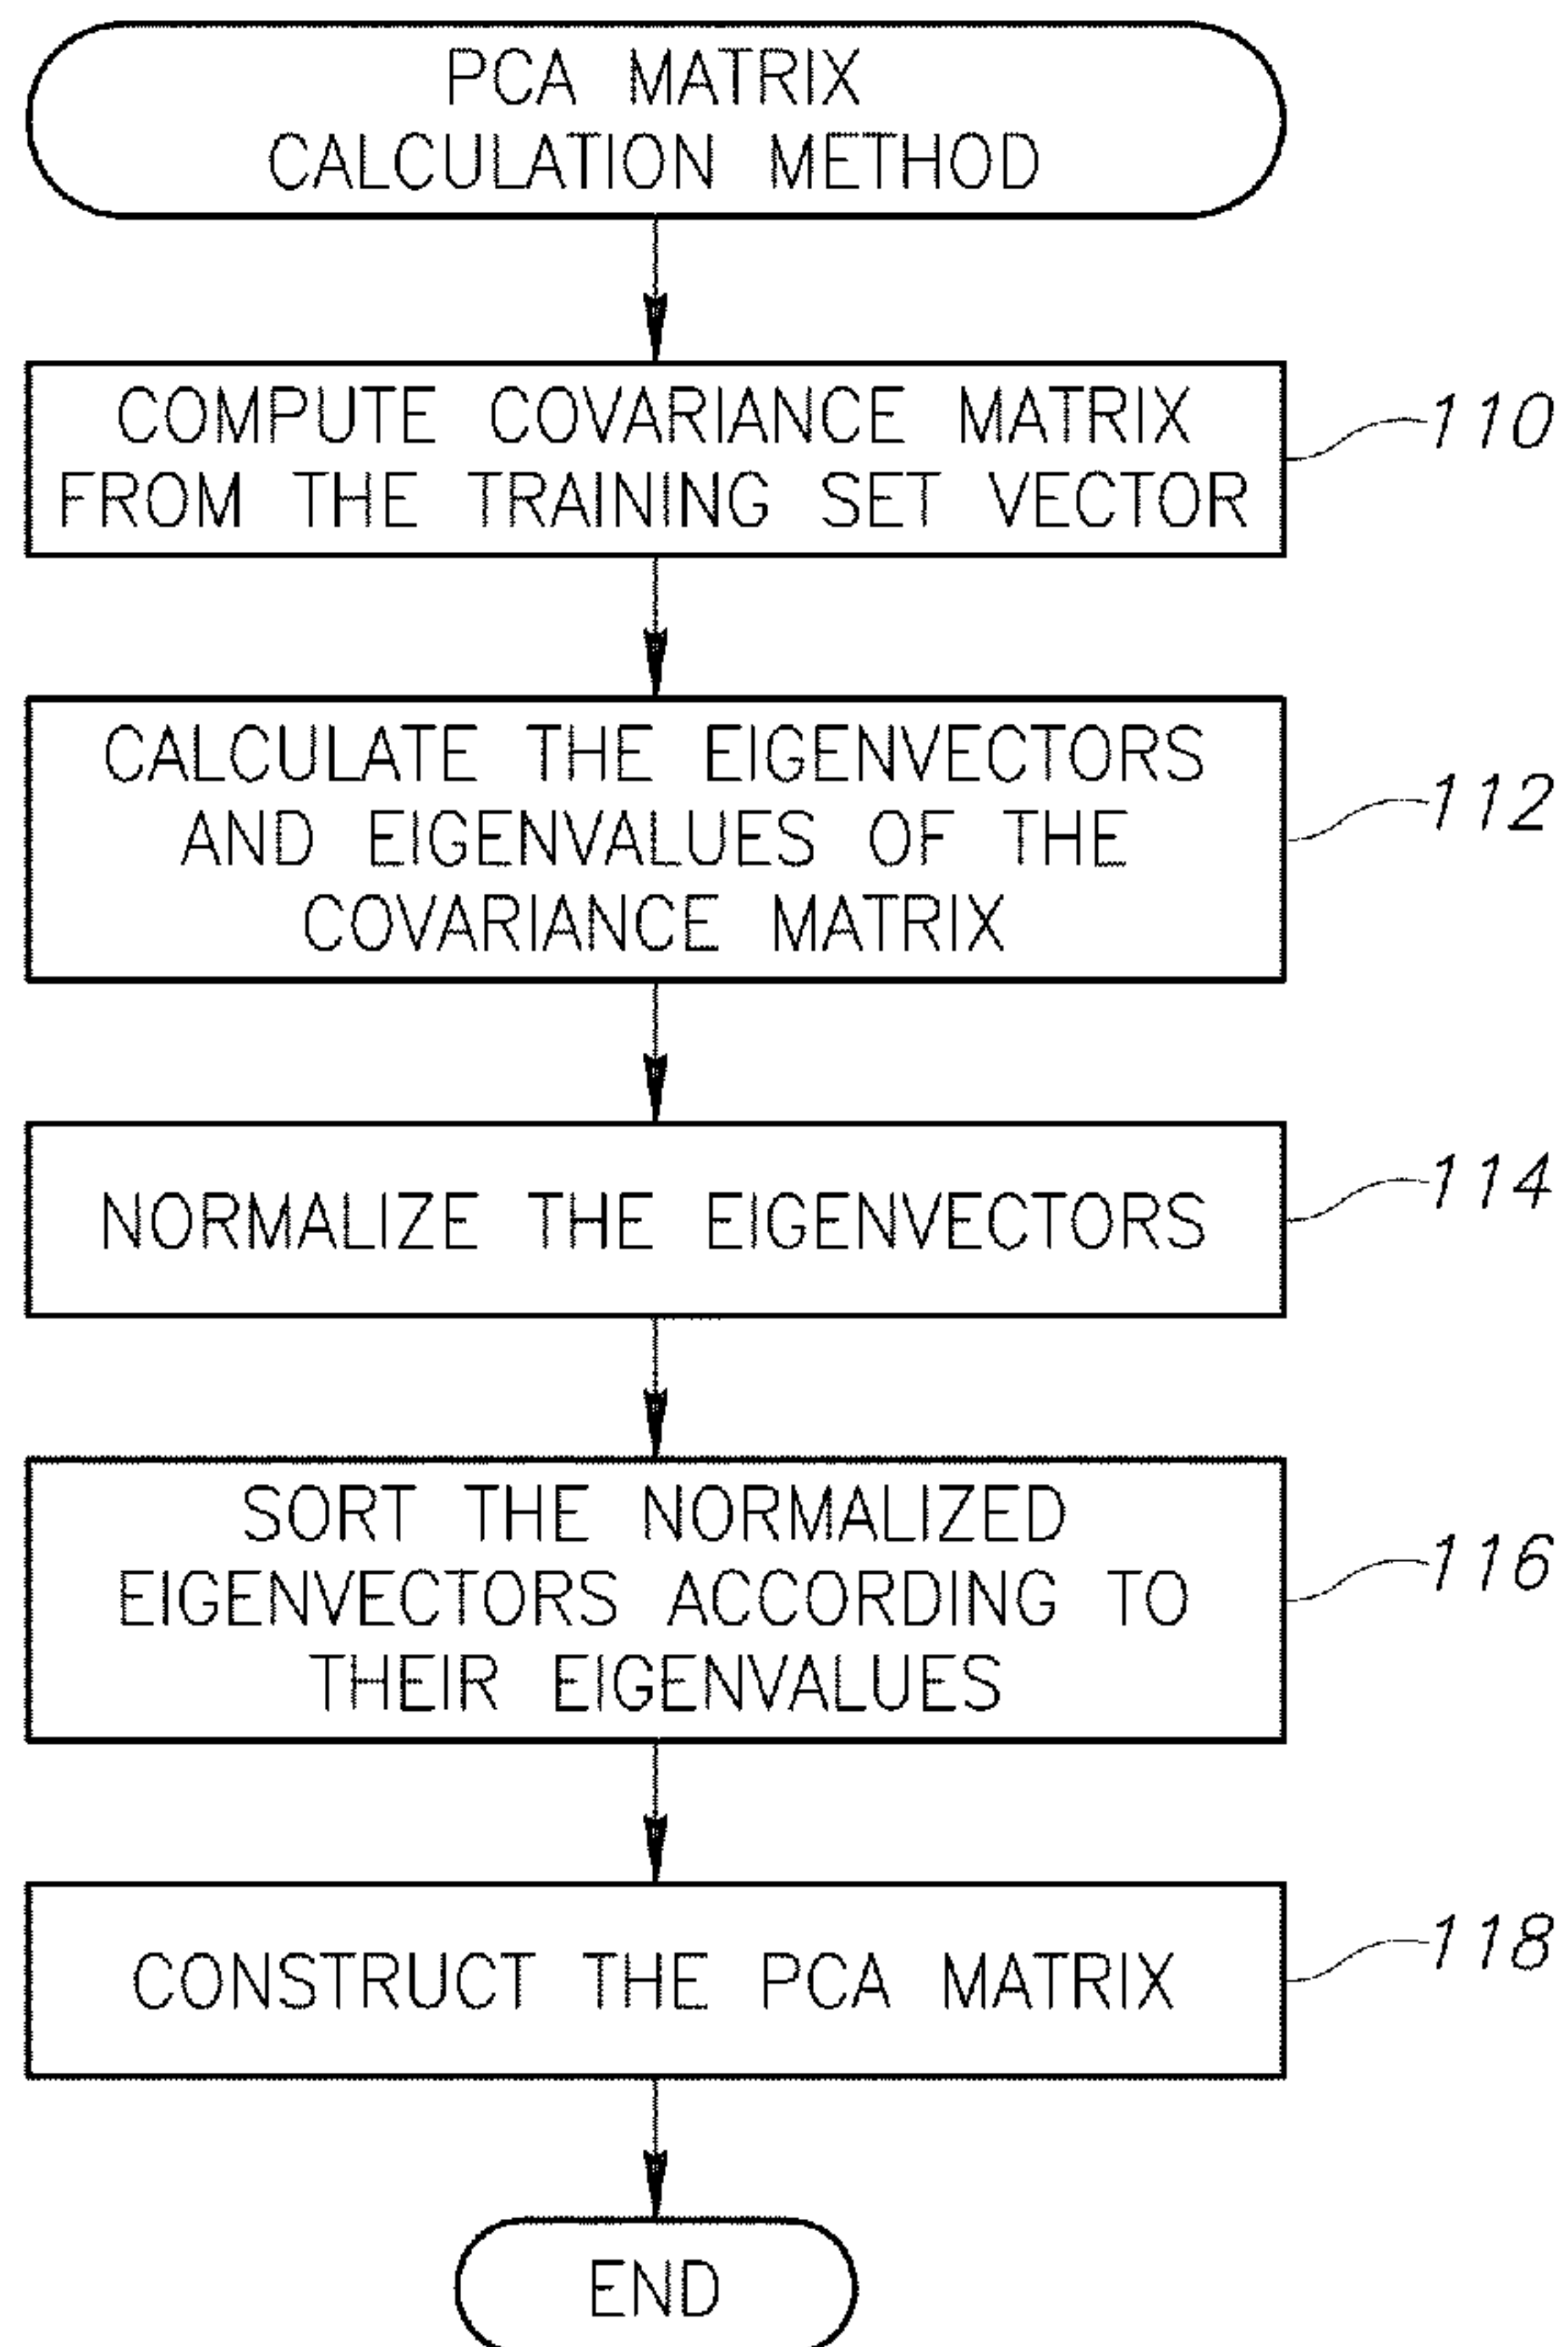 PCA MATRIX
CALCULATION METHOD
COMPUTE COVARIANCE MATRIX
FROM THE TRAINING SET VECTOR
110
CALCULATE THE EIGENVECTORS
AND EIGENVALUES OF THE
COVARIANCE MATRIX
112
NORMALIZE THE EIGENVECTORS
114
SORT THE NORMALIZED
EIGENVECTORS ACCORDING TO
THEIR EIGENVALUES
116
CONSTRUCT THE PCA MATRIX
118
END